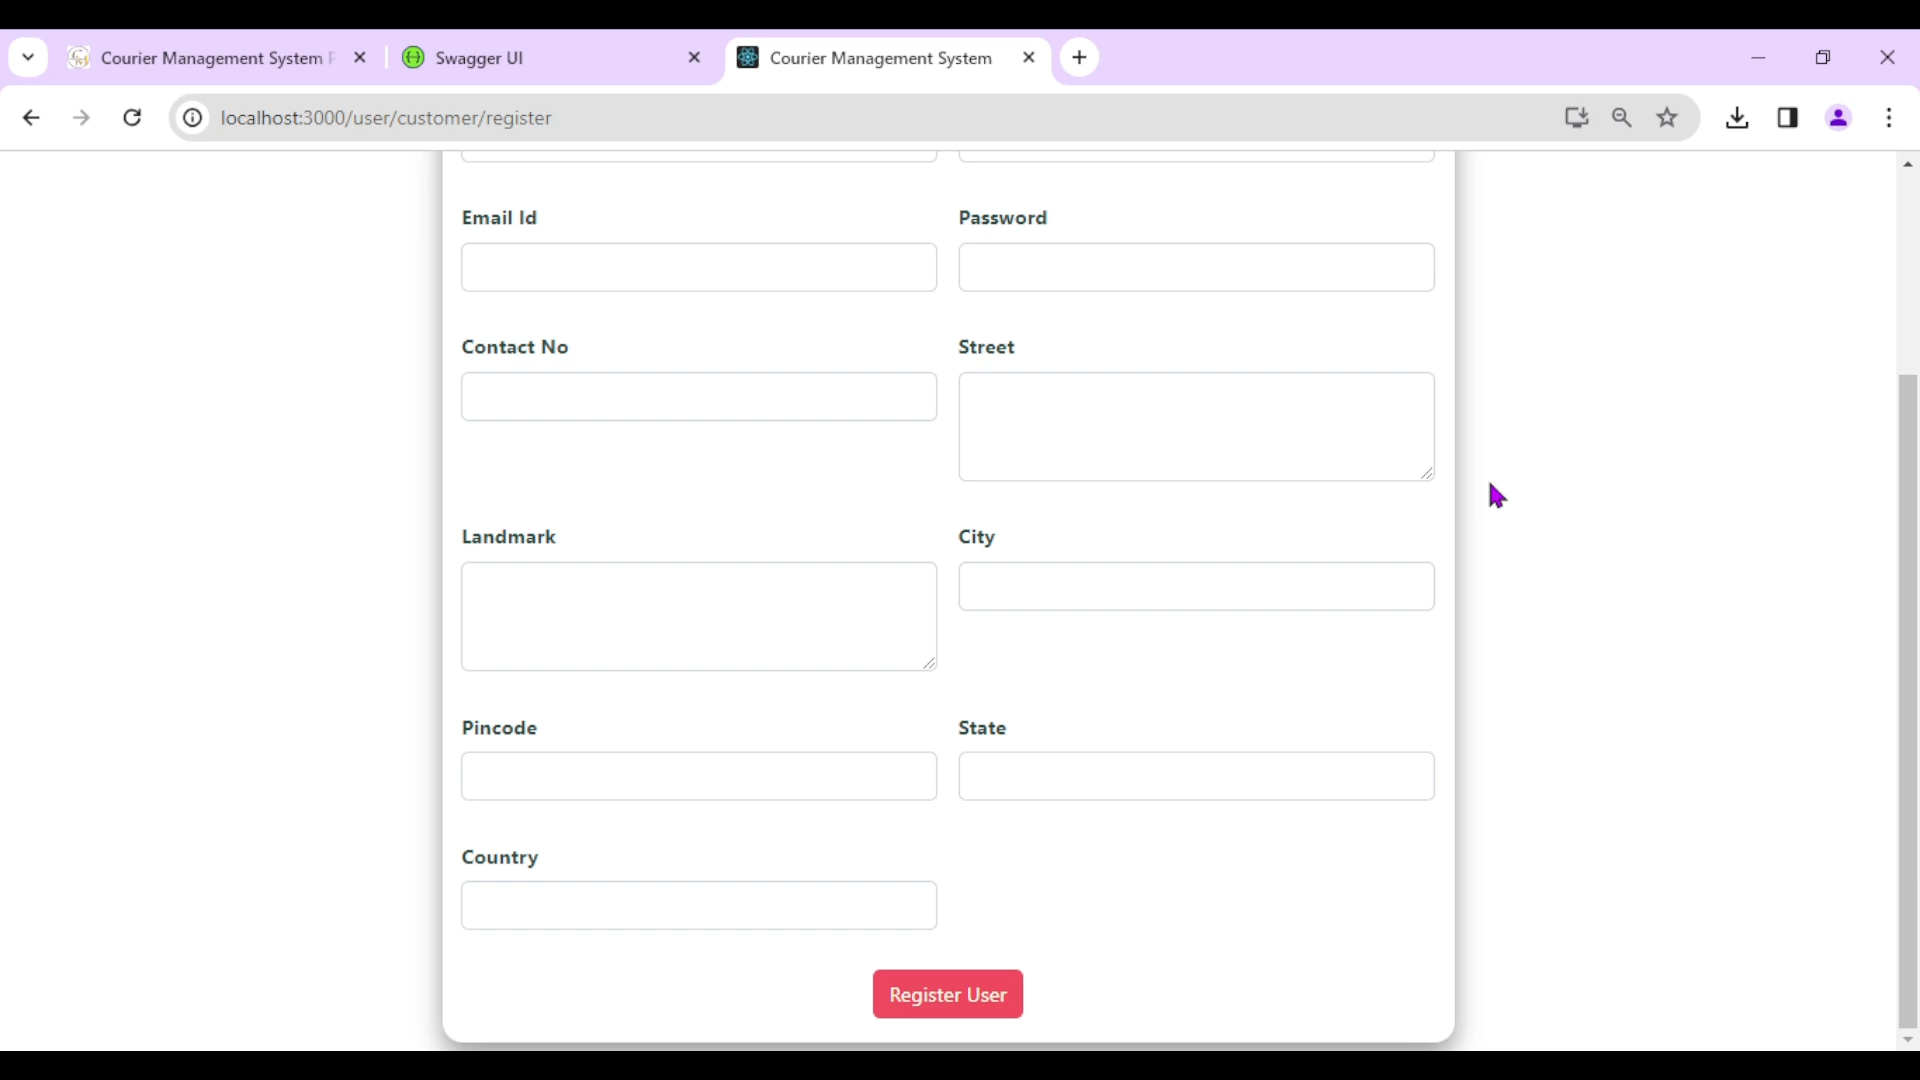 Courier Management System
Swagger UI
Courier Management System
localhost:3000/user/customer/register
Email Id
Password
Contact No
Street
Landmark
City
Pincode
State
Country
Register User